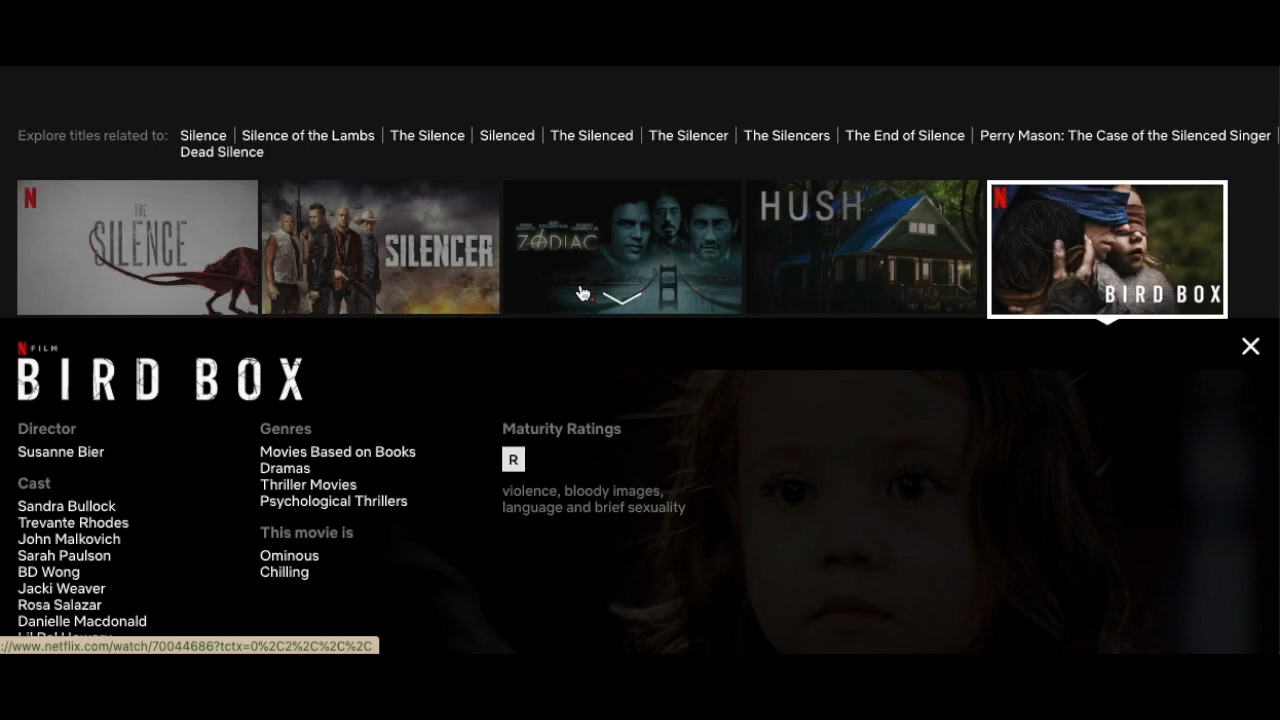 Explore titles related to: Silence | Silence of the Lambs | The Silence | Silenced | The Silenced | The Silencer | The Silencers | The End of Silence | Perry Mason: The Case of the Silenced Singer
Dead Silence
N
THE
SILENCE
SILENCER
ZODIAC
HUSH
N
BIRD BOX
N FILM
BIRD BOX
Director
Susanne Bier
Cast
Sandra Bullock
Trevante Rhodes
John Malkovich
Sarah Paulson
BD Wong
Jacki Weaver
Rosa Salazar
Danielle Macdonald
Genres
Movies Based on Books
Dramas
Thriller Movies
Psychological Thrillers
This movie is
Ominous
Chilling
Maturity Ratings
R
violence, bloody images,
language and brief sexuality
://www.netflix.com/watch/70044686?tctx=0%2C2%2C%2C%2C